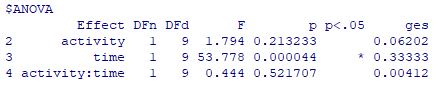 $ANOVA
Effect DFn DFd F p p<.05 ges
2 activity 1 9 1.794 0.213233 0.06202
3 time 1 9 53.778 0.000044 * 0.33333
4 activity:time 1 9 0.444 0.521707 0.00412